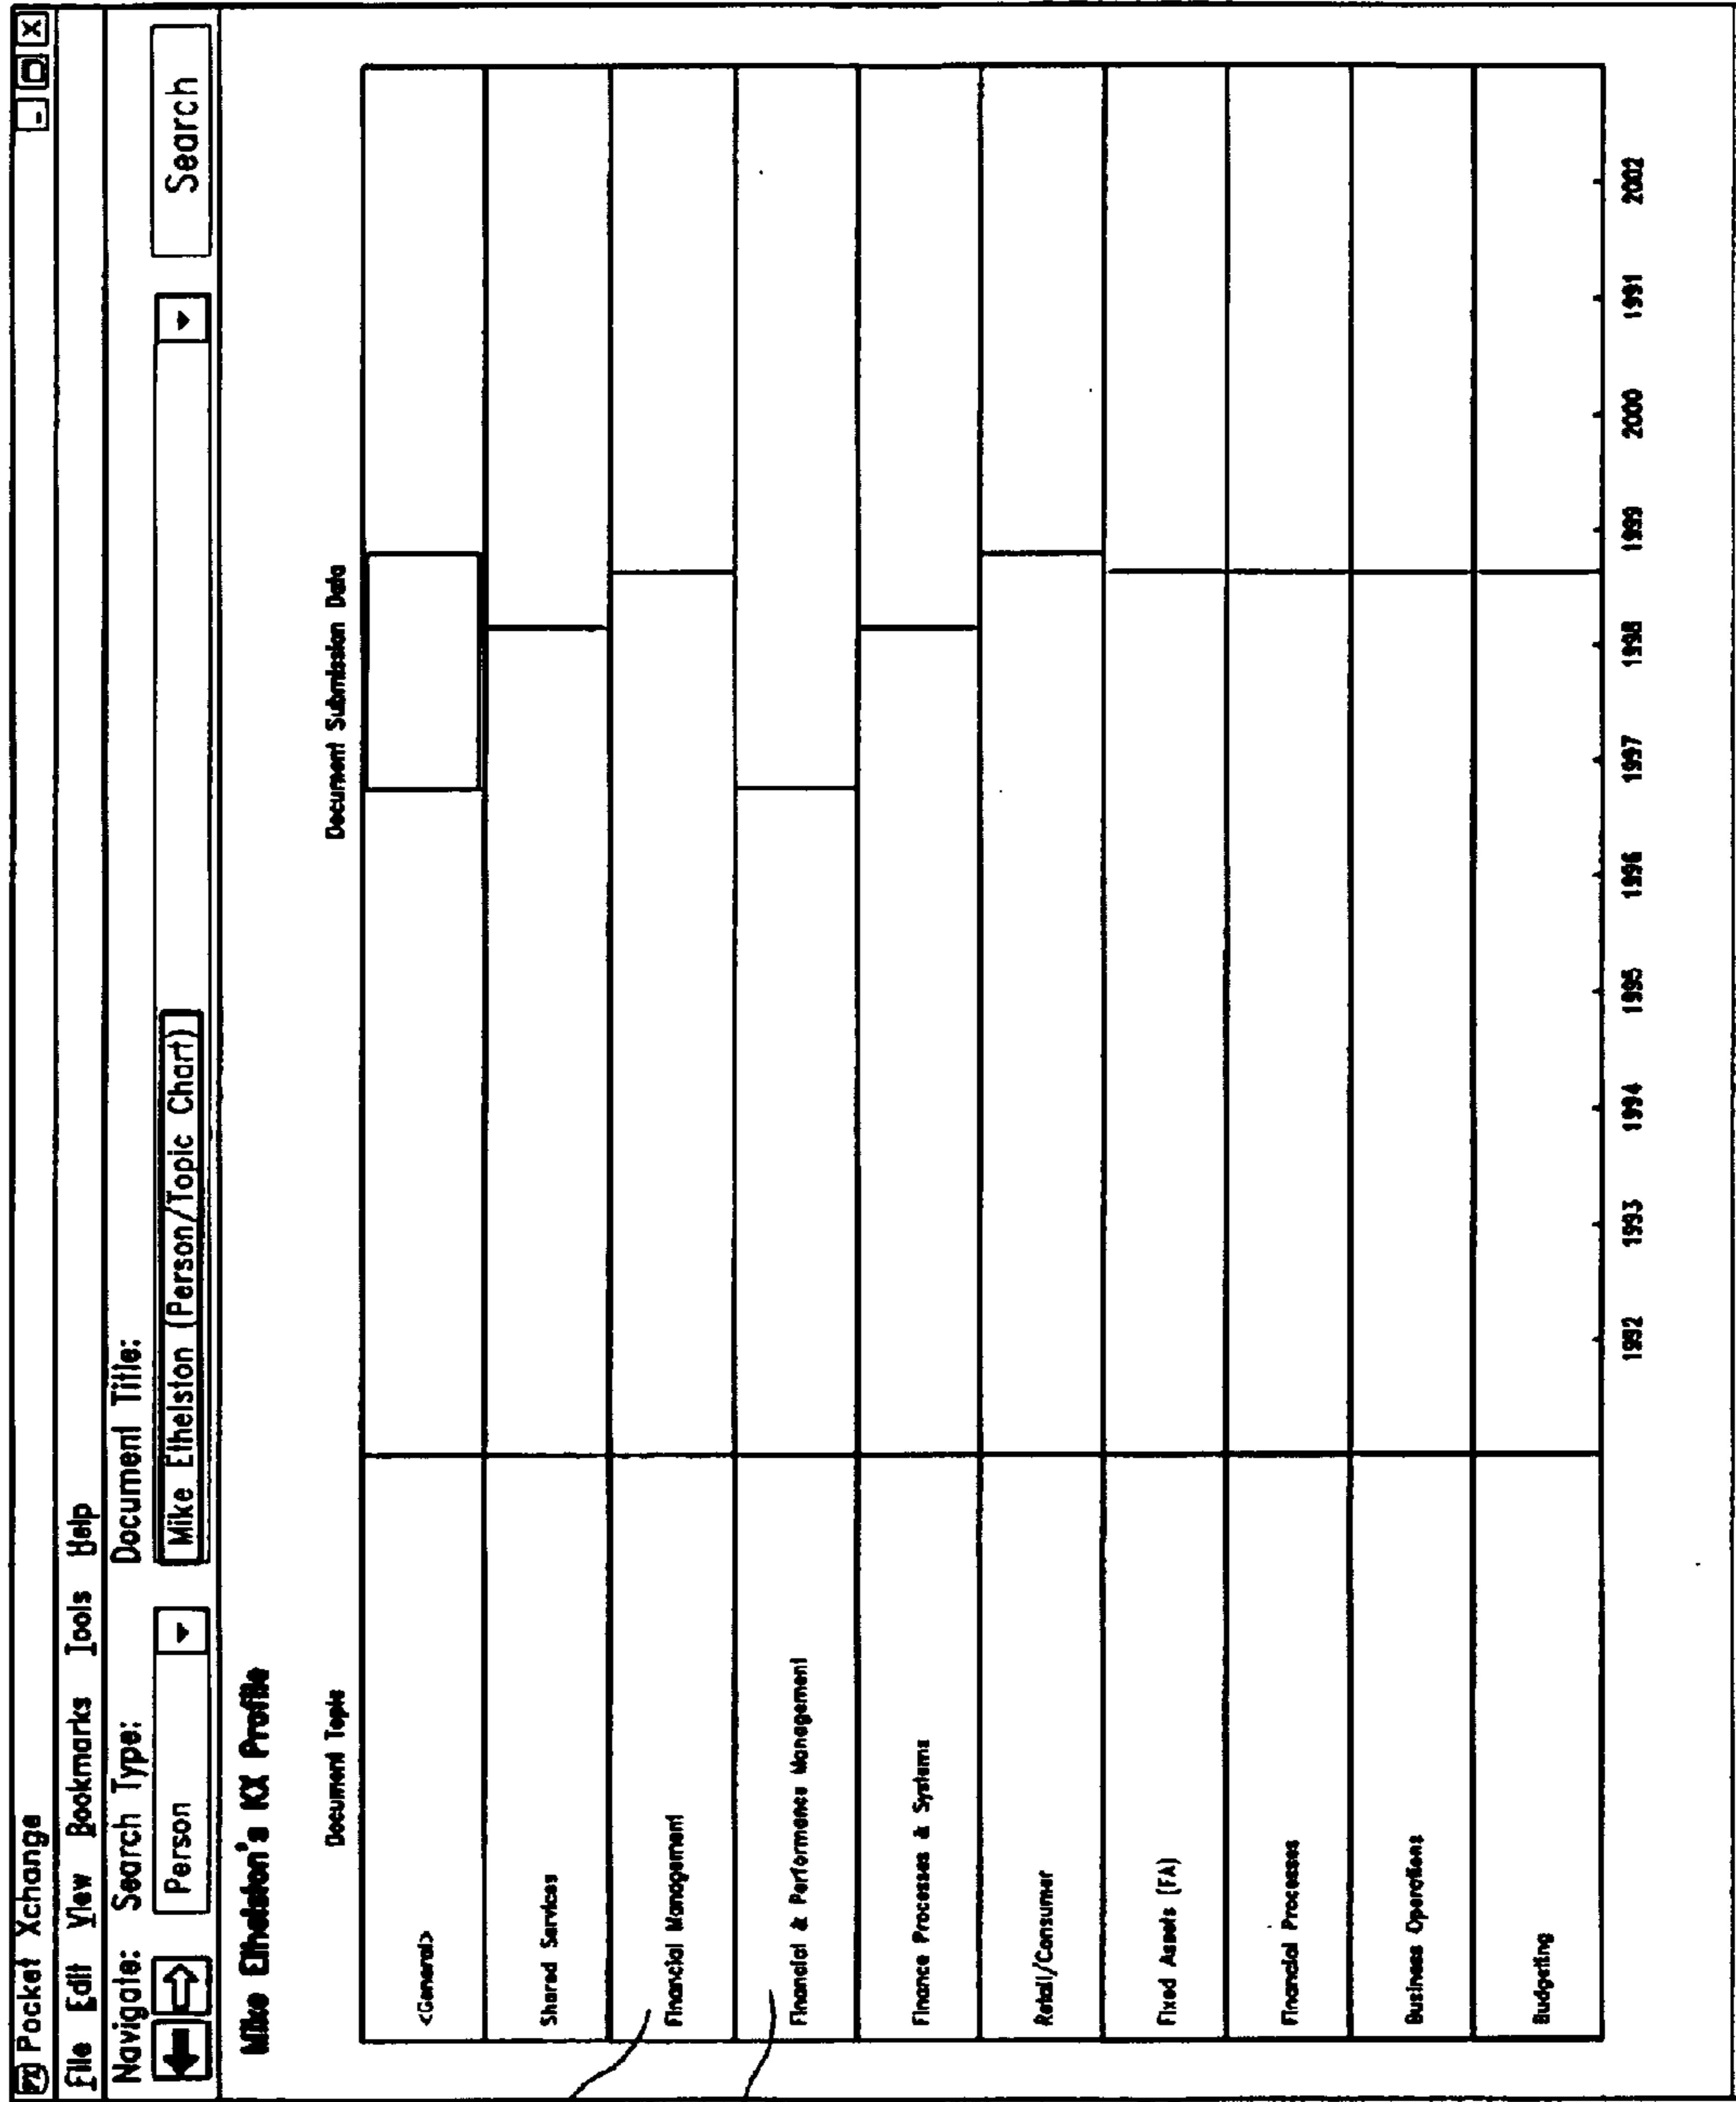 PX Pocket Xchange
File Edit View Bookmarks Tools Help
Navigate: Search Type: Document Title:
Person Mike Ethelston (Person/Topic Chart) Search
Mike Ethelston's KX Profile
Document Topic Document Submission Data
<General>
Shared Services
Financial Management
Financial & Performance Management
Finance Processes & Systems
Retail/Consumer
Fixed Assets (FA)
Financial Processes
Business Operations
Budgeting
1992 1993 1994 1995 1996 1997 1998 1999 2000 1991 2002